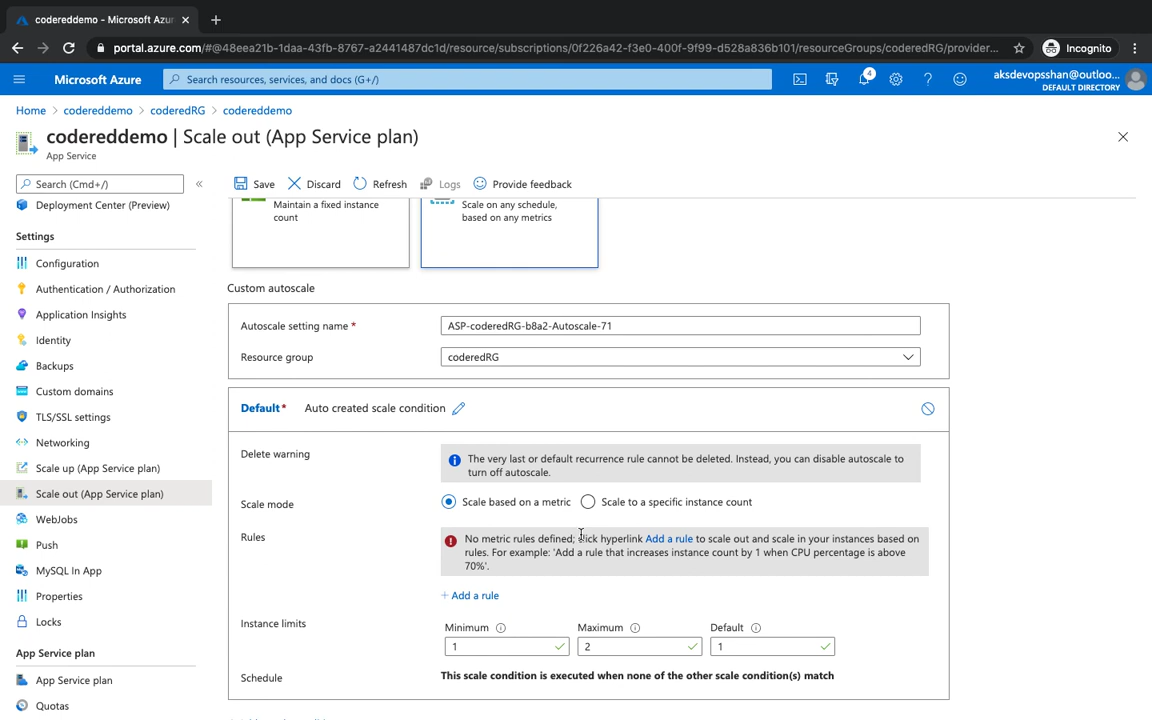 codereddemo - Microsoft Azur
portal.azure.com/#@48eea21b-1daa-43fb-8767-a2441487dc1d/resource/subscriptions/0f226a42-f3e0-400f-9f99-d528a836b101/resourceGroups/coderedRG/provider...
Incognito
Microsoft Azure
Search resources, services, and docs (G+/)
4
aksdevopsshan@outloo...
DEFAULT DIRECTORY
Home > codereddemo > coderedRG > codereddemo
codereddemo | Scale out (App Service plan)
App Service
Search (Cmd+/)
Save
Discard
Refresh
Logs
Provide feedback
Deployment Center (Preview)
Settings
Configuration
Authentication / Authorization
Application Insights
Identity
Backups
Custom domains
TLS/SSL settings
Networking
Scale up (App Service plan)
Scale out (App Service plan)
WebJobs
Push
MySQL In App
Properties
Locks
App Service plan
App Service plan
Quotas
Maintain a fixed instance
count
Scale on any schedule,
based on any metrics
Custom autoscale
Autoscale setting name *
ASP-coderedRG-b8a2-Autoscale-71
Resource group
coderedRG
Default* Auto created scale condition
Delete warning
The very last or default recurrence rule cannot be deleted. Instead, you can disable autoscale to
turn off autoscale.
Scale mode
Scale based on a metric
Scale to a specific instance count
Rules
No metric rules defined; click hyperlink Add a rule to scale out and scale in your instances based on
rules. For example: 'Add a rule that increases instance count by 1 when CPU percentage is above
70%'.
+ Add a rule
Instance limits
Minimum
Maximum
Default
1
2
1
Schedule
This scale condition is executed when none of the other scale condition(s) match